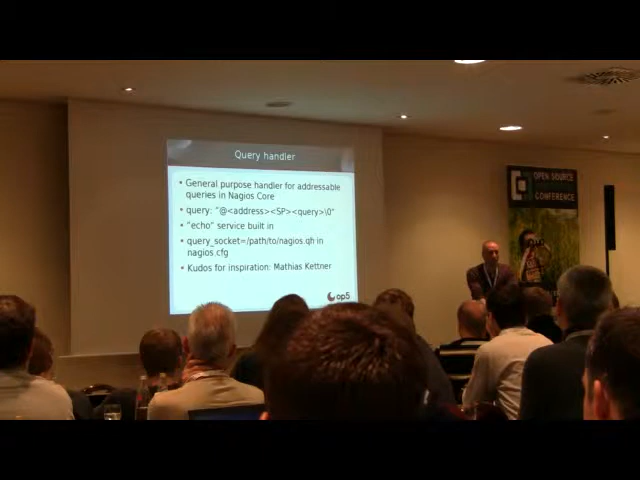 Query handler
• General purpose handler for addressable
queries in Nagios Core
• query: "@<address><SP><query>\0"
• "echo" service built in
• query_socket=/path/to/nagios.qh in
nagios.cfg
• Kudos for inspiration: Mathias Kettner
op5
OPEN SOURCE
CONFERENCE